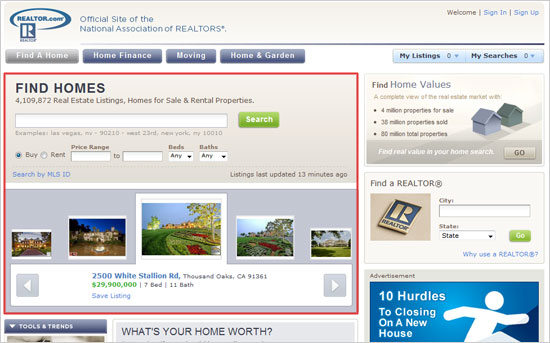 REALTOR.com®
REALTOR®
Official Site of the
National Association of REALTORS®.
Welcome | Sign In | Sign Up
Find A Home
Home Finance
Moving
Home & Garden
My Listings 0
My Searches 0
FIND HOMES
4,109,872 Real Estate Listings, Homes for Sale & Rental Properties.
Search
Examples: las vegas, nv - 90210 - west 23rd, new york, ny 10010
Buy Rent
Price Range
to
Beds
Any
Baths
Any
Search by MLS ID
Listings last updated 13 minutes ago
2500 White Stallion Rd, Thousand Oaks, CA 91361
$29,900,000 | 7 Bed | 11 Bath
Save Listing
TOOLS & TRENDS
WHAT'S YOUR HOME WORTH?
Find Home Values
A complete view of the real estate market with:
• 4 million properties for sale
• 38 million properties sold
• 80 million total properties
Find real value in your home search.
GO
Find a REALTOR®
REALTOR
City:
State:
State
Go
Why use a REALTOR®?
Advertisement
10 Hurdles
To Closing
On A New
House